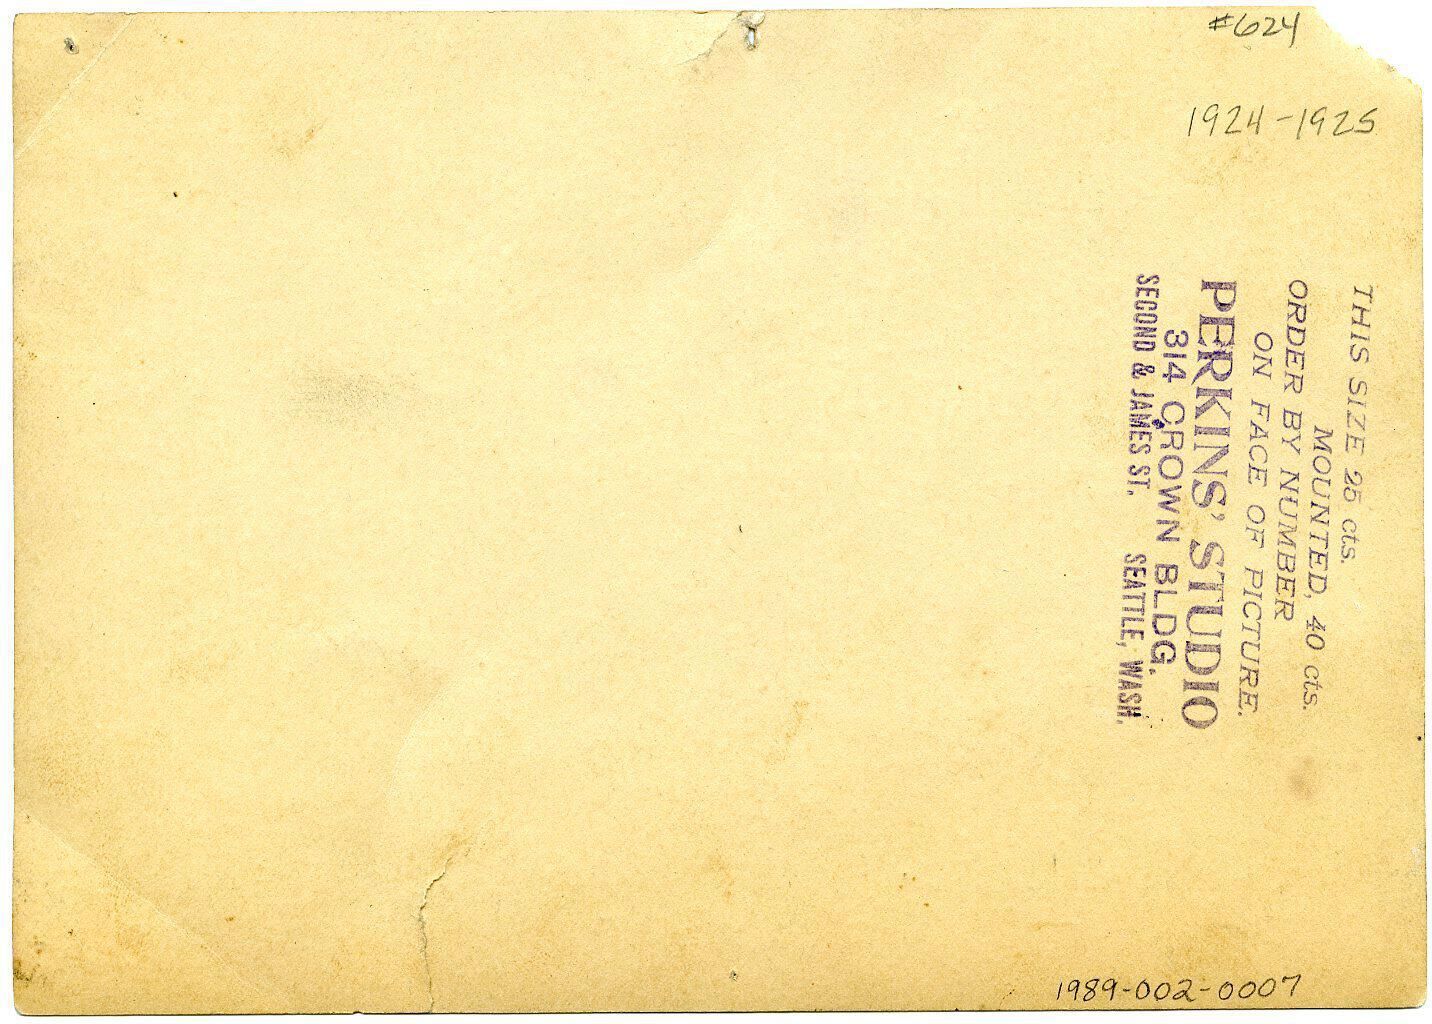 #624
1924-1925
THIS SIZE 25 cts.
MOUNTED, 40 cts.
ORDER BY NUMBER
ON FACE OF PICTURE.
PERKINS' STUDIO
314 CROWN BLDG.
SECOND & JAMES ST. SEATTLE, WASH.
1989-002-0007